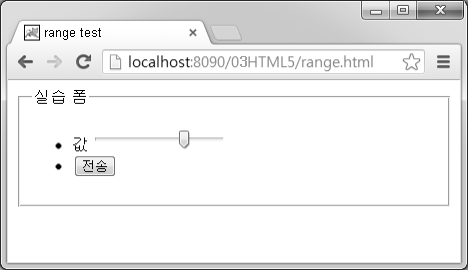 range test
localhost:8090/03HTML5/range.html
실습 폼
값
전송